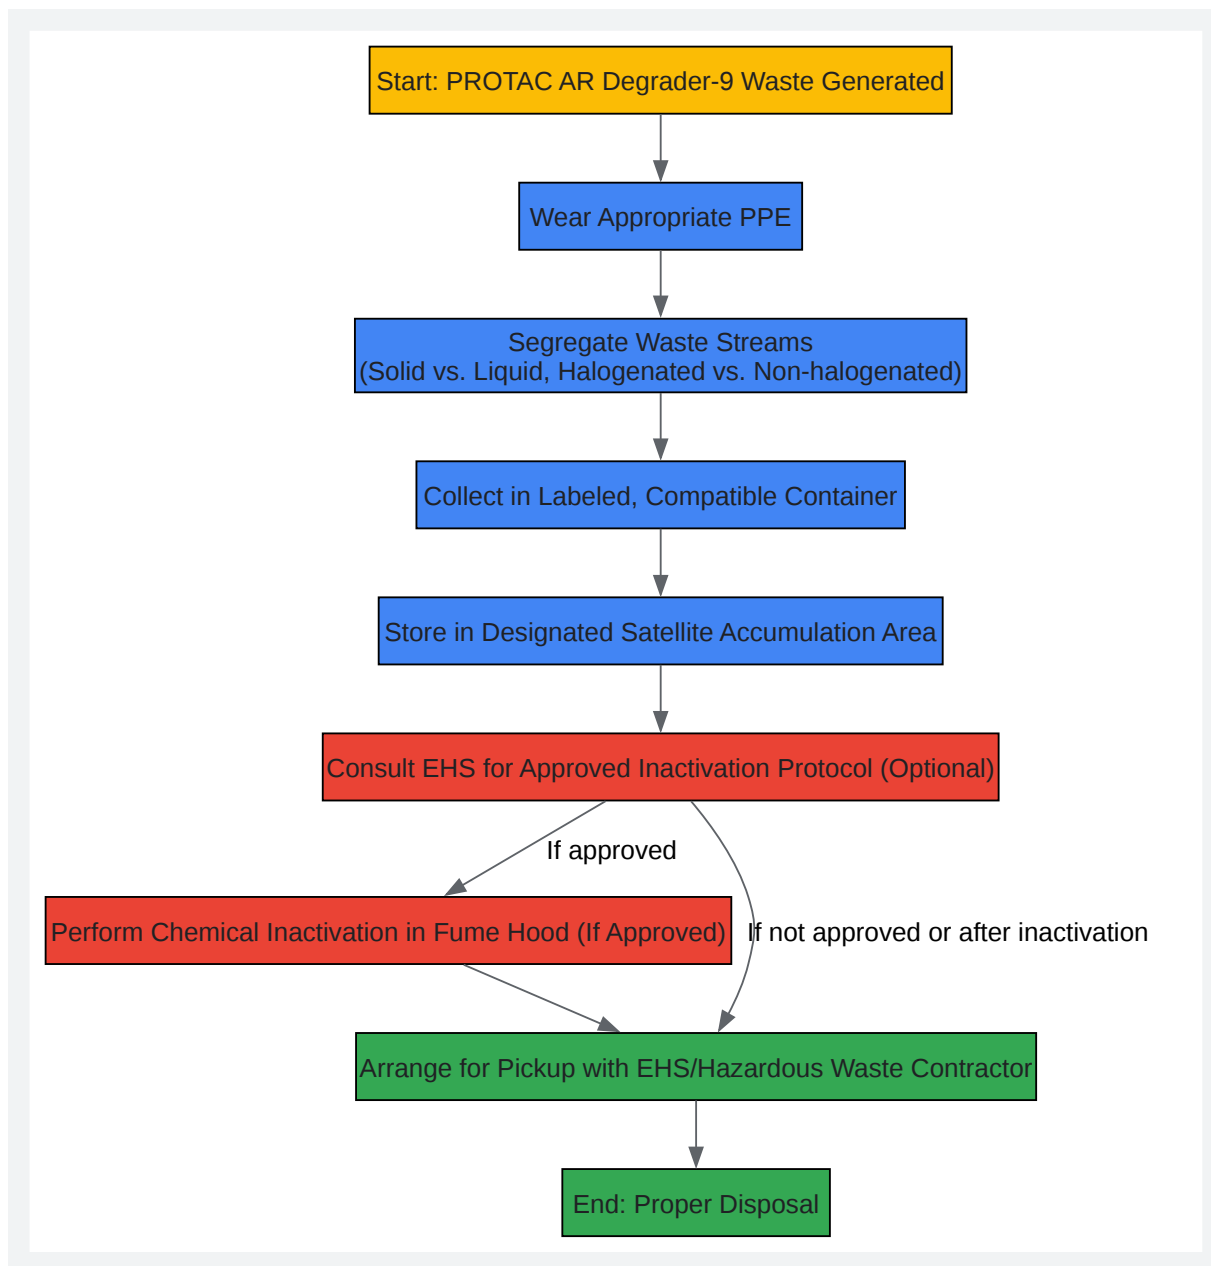 Start: PROTAC AR Degrader-9 Waste Generated
Wear Appropriate PPE
Segregate Waste Streams
(Solid vs. Liquid, Halogenated vs. Non-halogenated)
Collect in Labeled, Compatible Container
Store in Designated Satellite Accumulation Area
Consult EHS for Approved Inactivation Protocol (Optional)
If approved
Perform Chemical Inactivation in Fume Hood (If Approved)
If not approved or after inactivation
Arrange for Pickup with EHS/Hazardous Waste Contractor
End: Proper Disposal